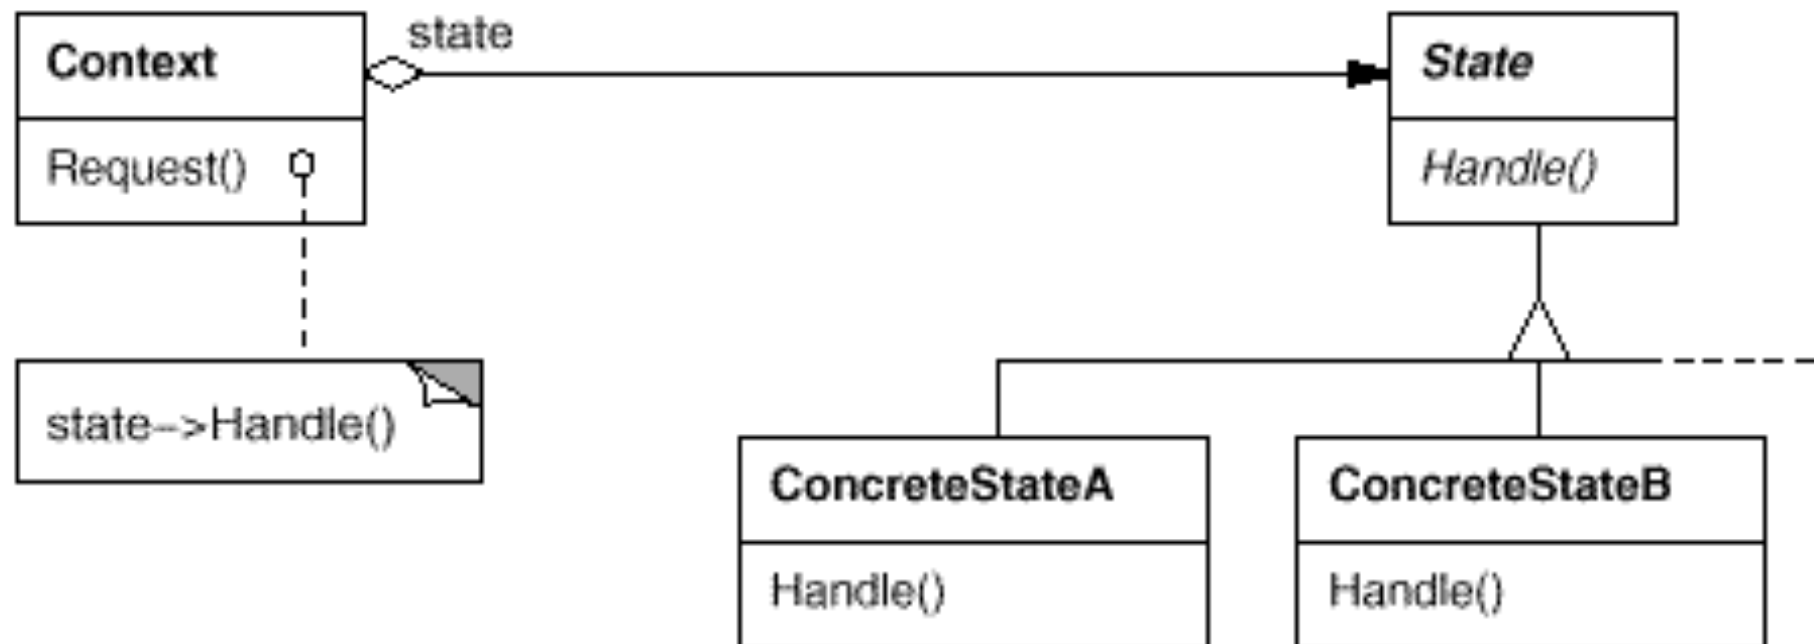 Context
state
State
Request()
Handle()
state–>Handle()
ConcreteStateA
ConcreteStateB
Handle()
Handle()